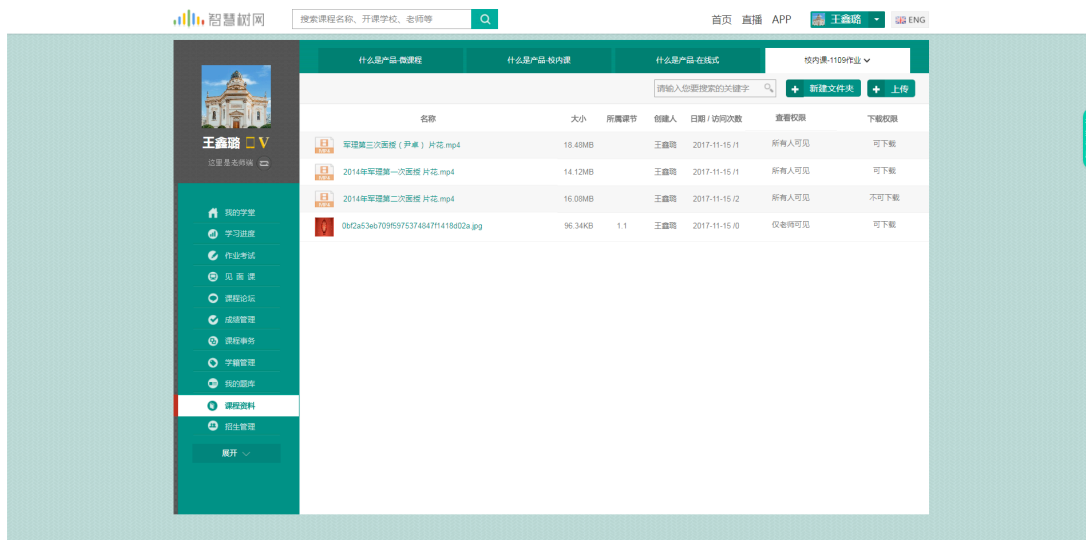 智慧树网 搜索课程名称、开课学校、老师等 首页 直播 APP 王鑫璐 ENG
什么是产品-微课程 什么是产品-校内课 什么是产品-在线式 校内课-1109作业
请输入您要搜索的关键字 + 新建文件夹 + 上传
名称 大小 所属课节 创建人 日期 / 访问次数 查看权限 下载权限
军理第三次面授（尹卓） 片花.mp4 18.48MB 王鑫璐 2017-11-15 /1 所有人可见 可下载
2014年军理第一次面授 片花.mp4 14.12MB 王鑫璐 2017-11-15 /1 所有人可见 可下载
2014年军理第二次面授 片花.mp4 16.08MB 王鑫璐 2017-11-15 /2 所有人可见 不可下载
0bf2a53eb709f5975374847f1418d02a.jpg 96.34KB 1.1 王鑫璐 2017-11-15 /0 仅老师可见 可下载
王鑫璐 V
这里是老师端
我的学堂
学习进度
作业考试
见 面 课
课程论坛
成绩管理
课程事务
学籍管理
我的题库
课程资料
招生管理
展开